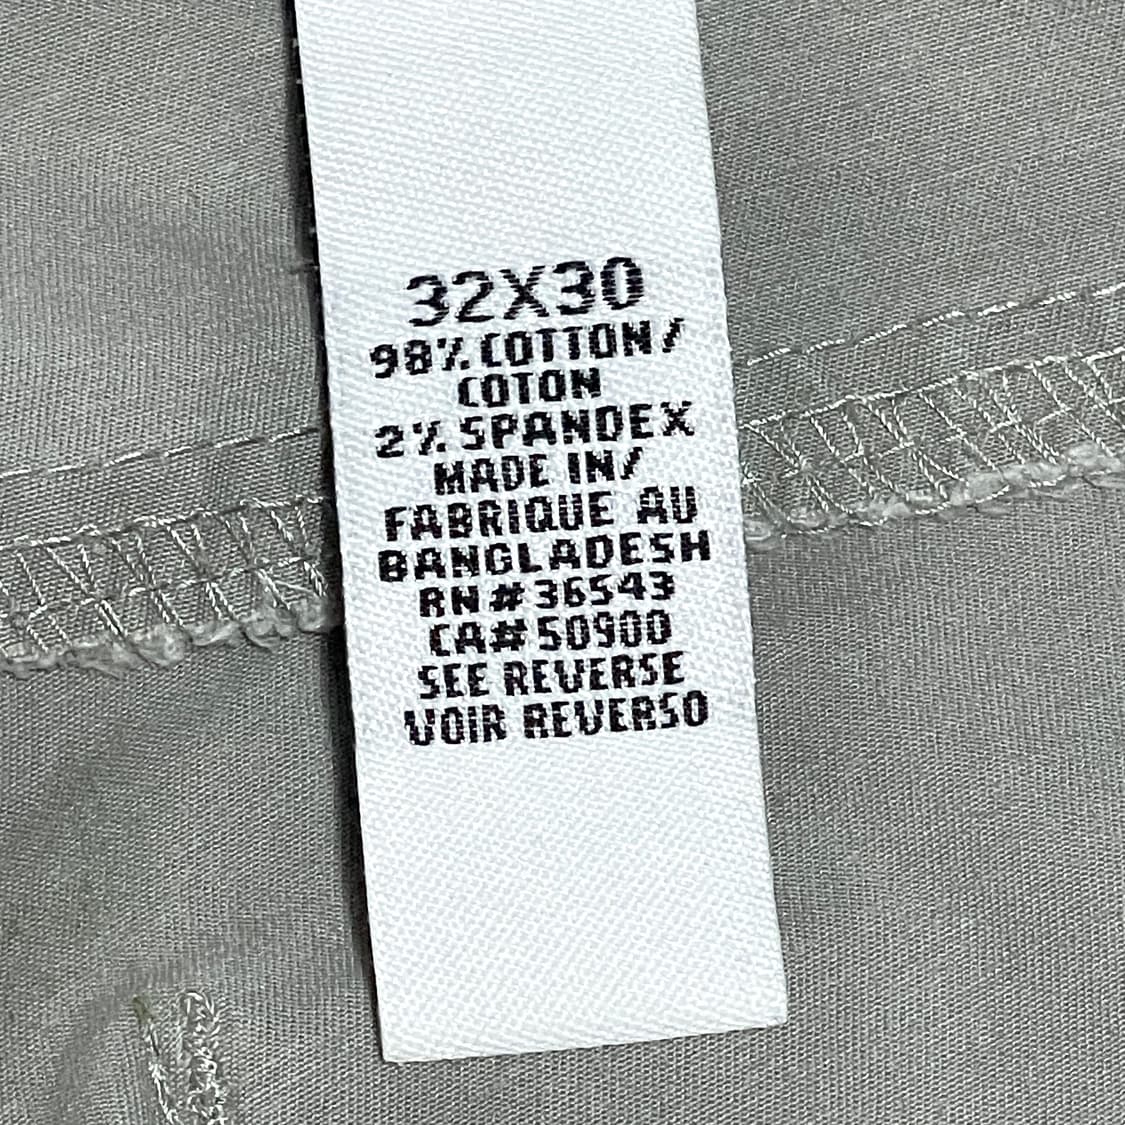 32X30
98% COTTON/
COTON
2% SPANDEX
MADE IN/
FABRIQUE AU
BANGLADESH
RN# 36543
CA# 50900
SEE REVERSE
VOIR REVERSO